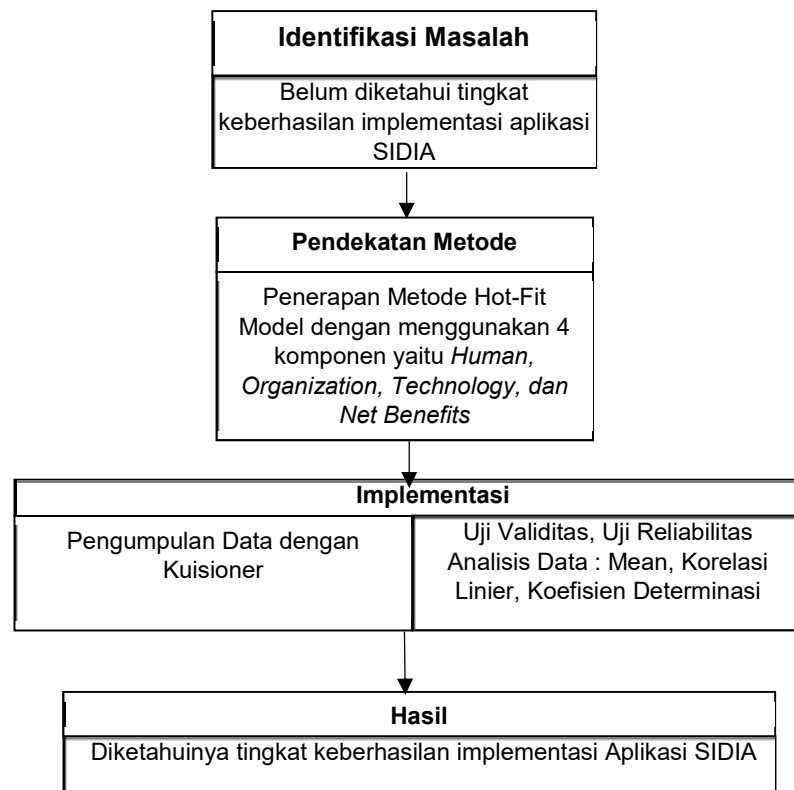 Identifikasi Masalah
Belum diketahui tingkat
keberhasilan implementasi aplikasi
SIDIA
Pendekatan Metode
Penerapan Metode Hot-Fit
Model dengan menggunakan 4
komponen yaitu Human,
Organization, Technology, dan
Net Benefits
Implementasi
Pengumpulan Data dengan
Kuisioner
Uji Validitas, Uji Reliabilitas
Analisis Data : Mean, Korelasi
Linier, Koefisien Determinasi
Hasil
Diketahuinya tingkat keberhasilan implementasi Aplikasi SIDIA